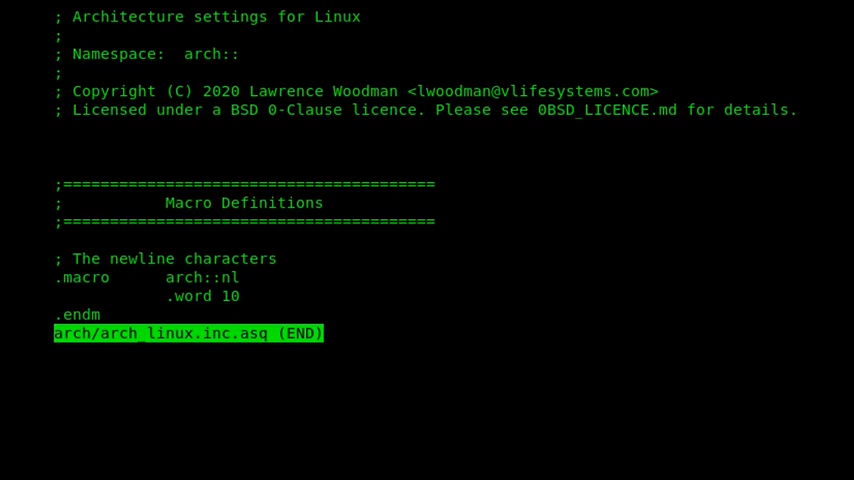 ; Architecture settings for Linux
;
; Namespace:  arch::
;
; Copyright (C) 2020 Lawrence Woodman <lwoodman@vlifesystems.com>
; Licensed under a BSD 0-Clause licence. Please see 0BSD_LICENCE.md for details.
;========================================
;           Macro Definitions
;========================================
; The newline characters
.macro      arch::nl
            .word 10
.endm
arch/arch_linux.inc.asq (END)